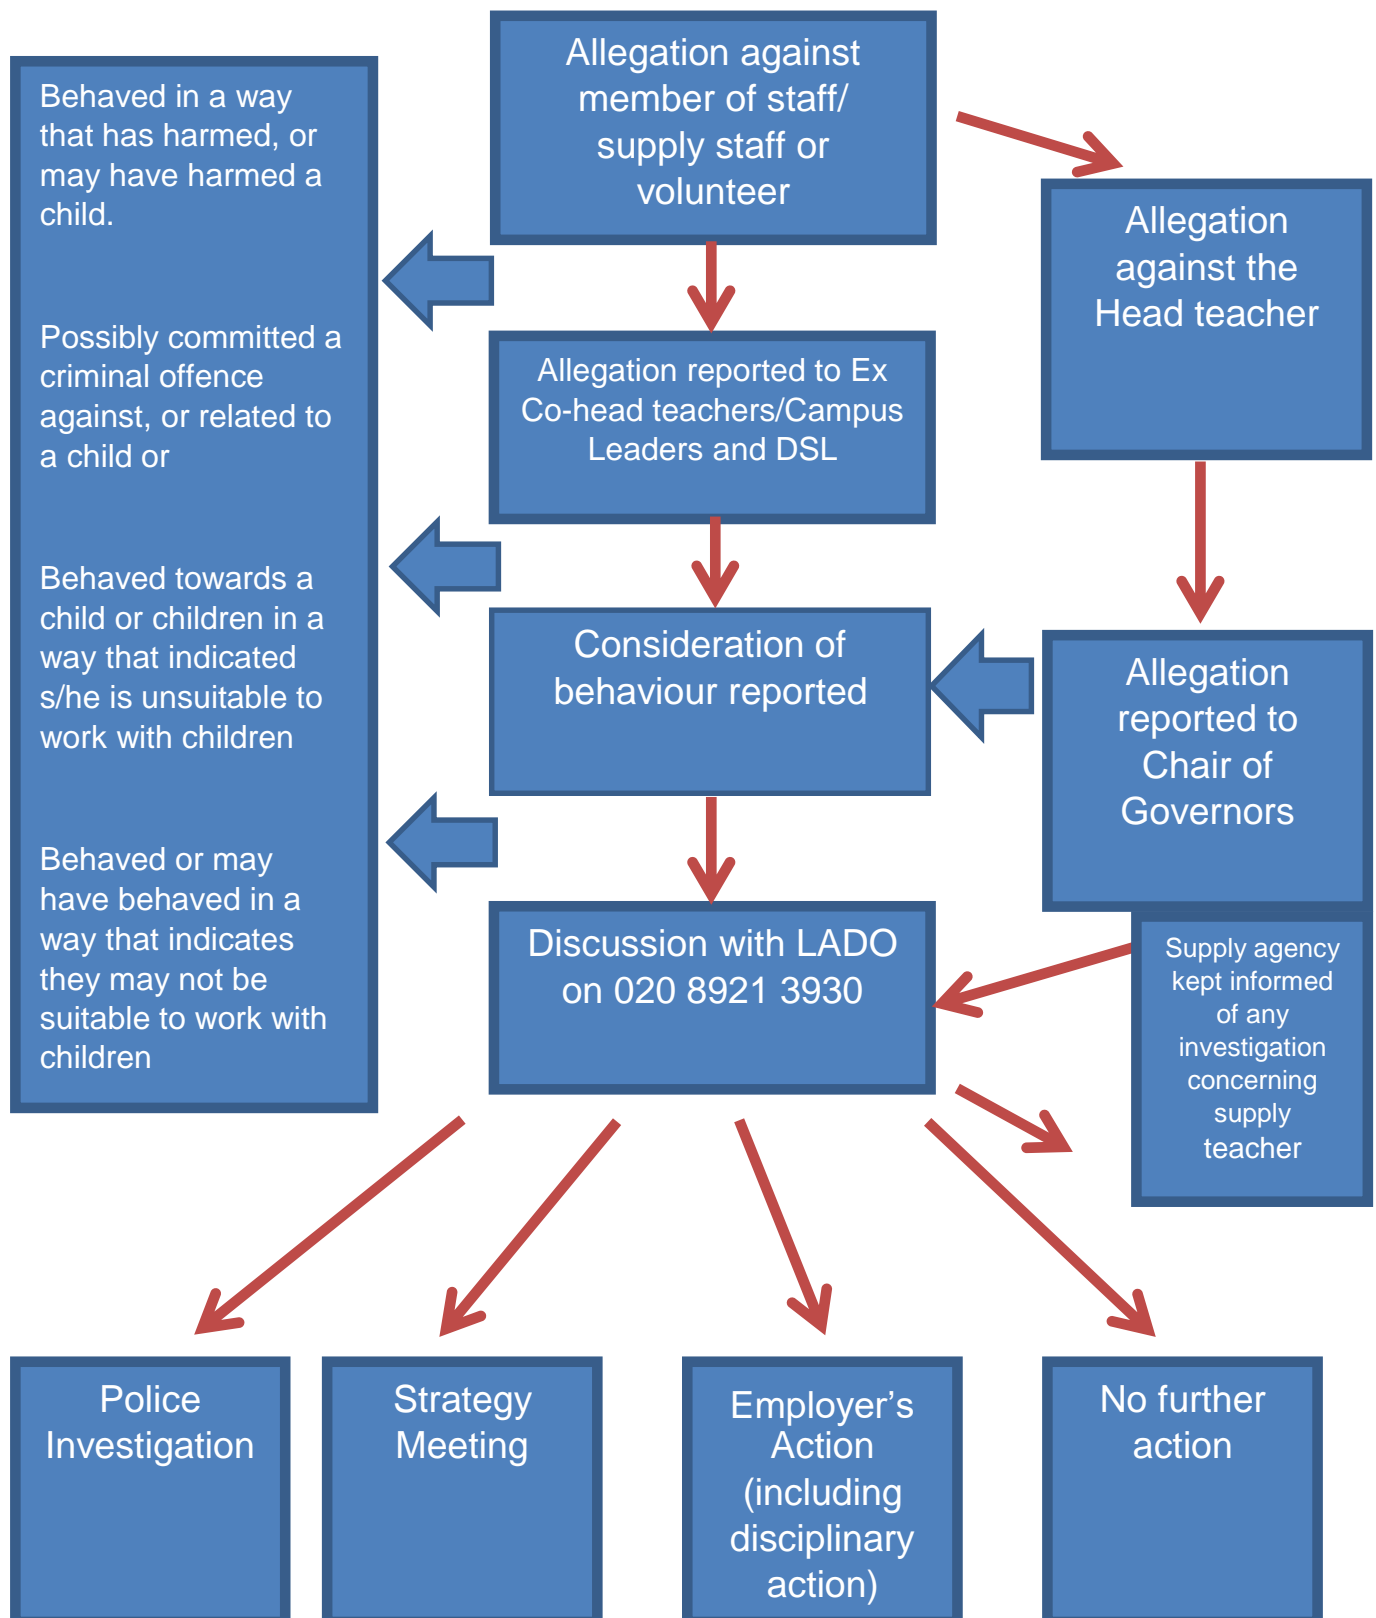 Allegation against
member of staff/
supply staff or
volunteer
Behaved in a way
that has harmed, or
may have harmed a
child.
Possibly committed a
criminal offence
against, or related to
a child or
Behaved towards a
child or children in a
way that indicated
s/he is unsuitable to
work with children
Behaved or may
have behaved in a
way that indicates
they may not be
suitable to work with
children
Allegation
against the
Head teacher
Allegation reported to Ex
Co-head teachers/Campus
Leaders and DSL
Consideration of
behaviour reported
Allegation
reported to
Chair of
Governors
Discussion with LADO
on 020 8921 3930
Supply agency
kept informed
of any
investigation
concerning
supply
teacher
Police
Investigation
Strategy
Meeting
Employer’s
Action
(including
disciplinary
action)
No further
action